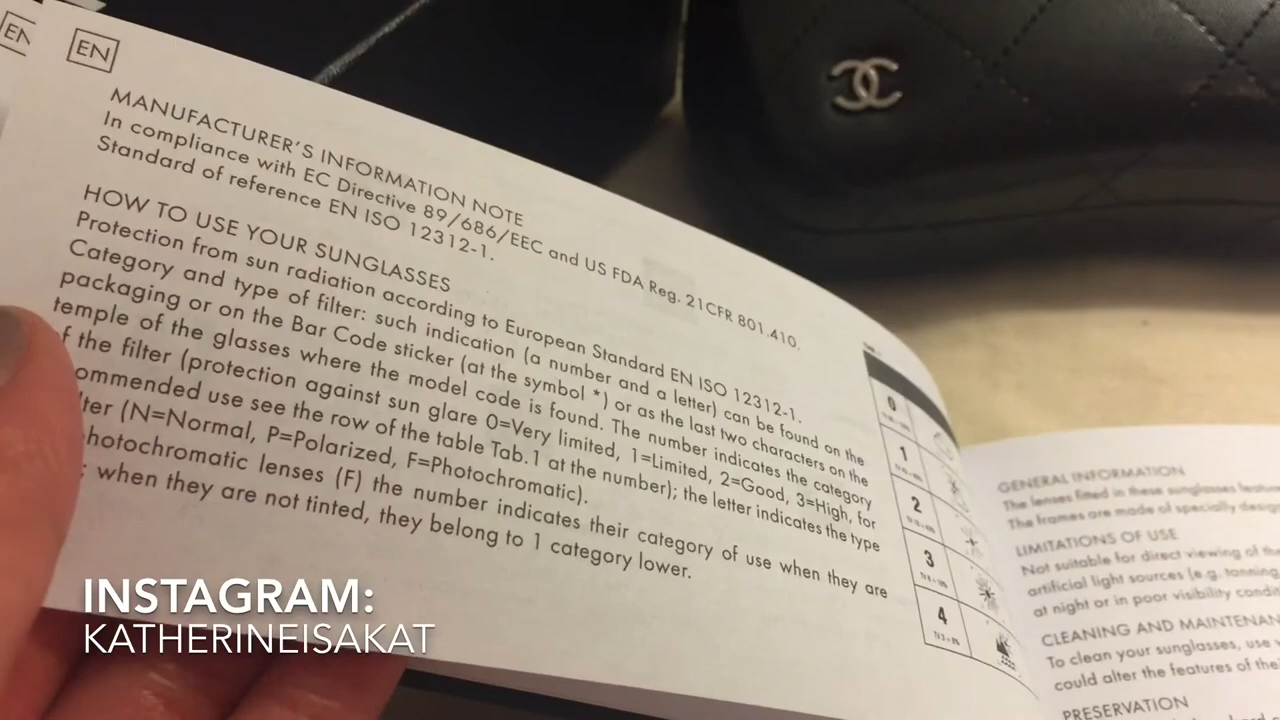 EN
EN
MANUFACTURER'S INFORMATION NOTE
In compliance with EC Directive 89/686/EEC and US FDA Reg. 21CFR 801.410.
Standard of reference EN ISO 12312-1.
HOW TO USE YOUR SUNGLASSES
Protection from sun radiation according to European Standard EN ISO 12312-1.
Category and type of filter: such indication (a number and a letter) can be found on the
packaging or on the Bar Code sticker (at the symbol *) or as the last two characters on the
temple of the glasses where the model code is found. The number indicates the category
f the filter (protection against sun glare 0=Very limited, 1=Limited, 2=Good, 3=High, for
ommended use see the row of the table Tab.1 at the number); the letter indicates the type
lter (N=Normal, P=Polarized, F=Photochromatic).
hotochromatic lenses (F) the number indicates their category of use when they are
; when they are not tinted, they belong to 1 category lower.
0
1
2
3
4
GENERAL INFORMATION
The lenses fitted in these sunglasses featur
The frames are made of specially desig
LIMITATIONS OF USE
Not suitable for direct viewing of th
artificial light sources (e.g. tanning
at night or in poor visibility condi
CLEANING AND MAINTENAN
To clean your sunglasses, use
could alter the features of the
PRESERVATION
INSTAGRAM:
KATHERINEISAKAT